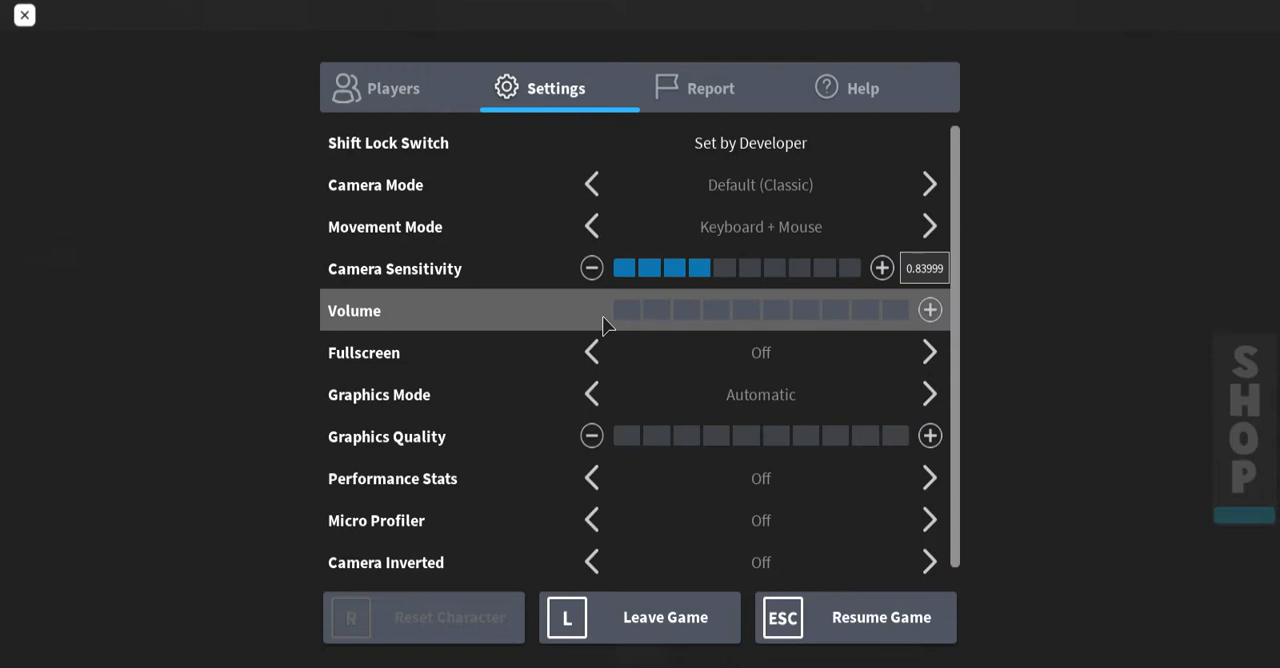 Players Settings Report Help
Shift Lock Switch Set by Developer
Camera Mode Default (Classic)
Movement Mode Keyboard + Mouse
Camera Sensitivity 0.83999
Volume
Fullscreen Off
Graphics Mode Automatic
Graphics Quality
Performance Stats Off
Micro Profiler Off
Camera Inverted Off
R Reset Character L Leave Game ESC Resume Game
SHOP